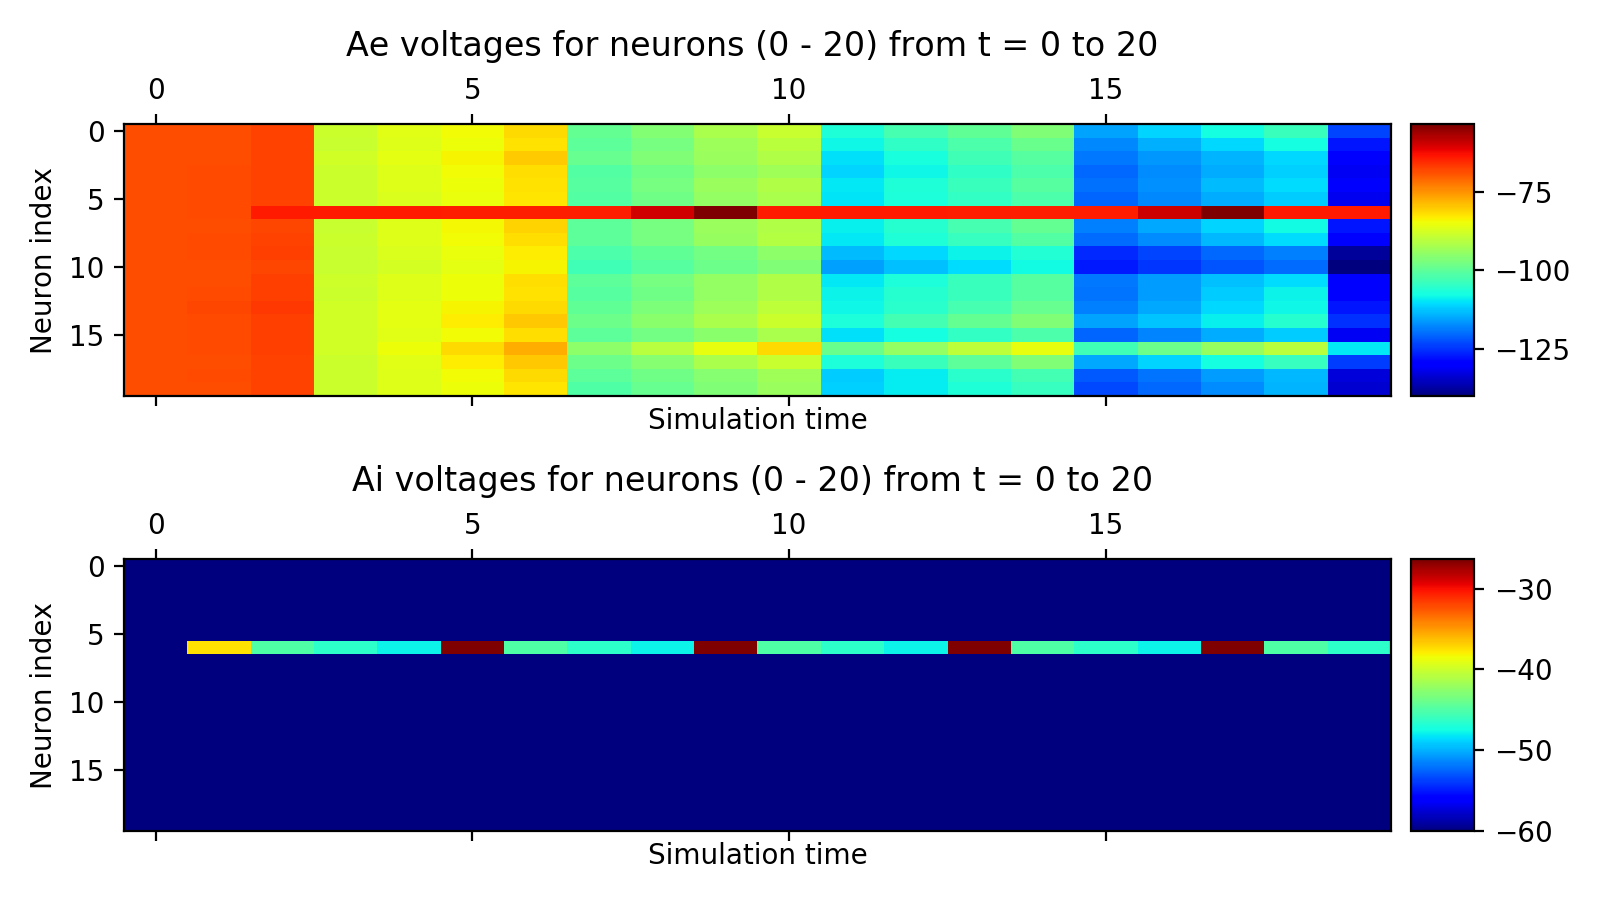 Ae voltages for neurons (0 - 20) from t = 0 to 20
0 5 10 15
Neuron index
0
5
10
15
Simulation time
−75
−100
−125
Ai voltages for neurons (0 - 20) from t = 0 to 20
0 5 10 15
Neuron index
0
5
10
15
Simulation time
−30
−40
−50
−60